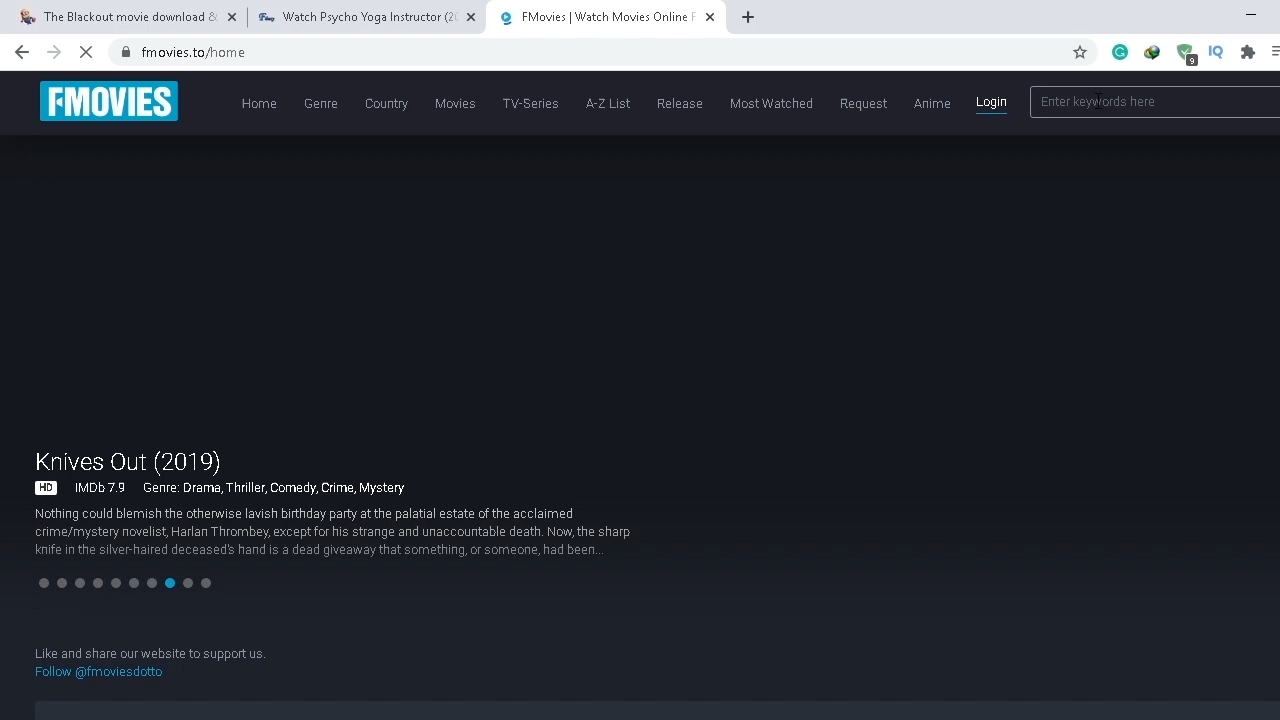 The Blackout movie download &
Watch Psycho Yoga Instructor (20
FMovies | Watch Movies Online F
fmovies.to/home
9
IQ
FMOVIES
Home
Genre
Country
Movies
TV-Series
A-Z List
Release
Most Watched
Request
Anime
Login
Enter keywords here
Knives Out (2019)
HD IMDb 7.9 Genre: Drama, Thriller, Comedy, Crime, Mystery
Nothing could blemish the otherwise lavish birthday party at the palatial estate of the acclaimed
crime/mystery novelist, Harlan Thrombey, except for his strange and unaccountable death. Now, the sharp
knife in the silver-haired deceased's hand is a dead giveaway that something, or someone, had been...
Like and share our website to support us.
Follow @fmoviesdotto